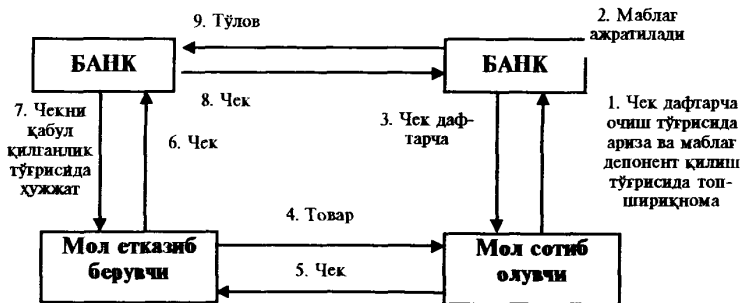 9. Тўлов
2. Маблағ
ажратилади
БАНК
БАНК
8. Чек
7. Чекни
қабул
қилганлик
тўғрисида
ҳужжат
6. Чек
3. Чек даф-
тарча
1. Чек дафтарча
очиш тўғрисида
ариза ва маблағ
депонент қилиш
тўғрисида топ-
шириқнома
4. Товар
Мол етказиб
берувчи
Мол сотиб
олувчи
5. Чек